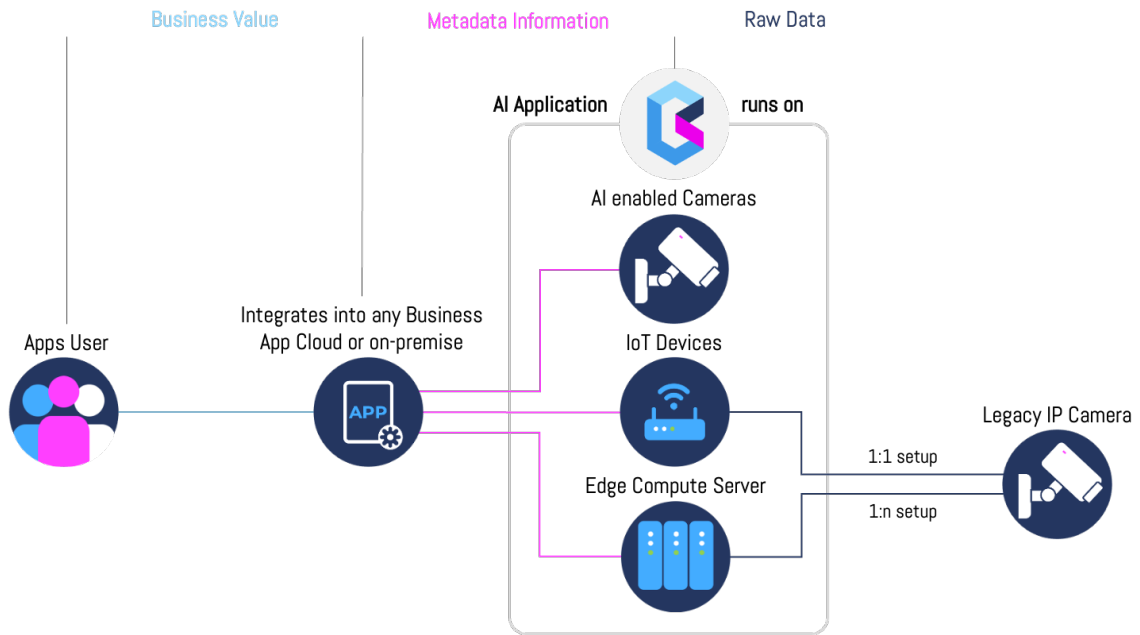 Business Value
Metadata Information
Raw Data
AI Application
runs on
AI enabled Cameras
Integrates into any Business
App Cloud or on-premise
Apps User
IoT Devices
APP
Legacy IP Camera
1:1 setup
Edge Compute Server
1:n setup